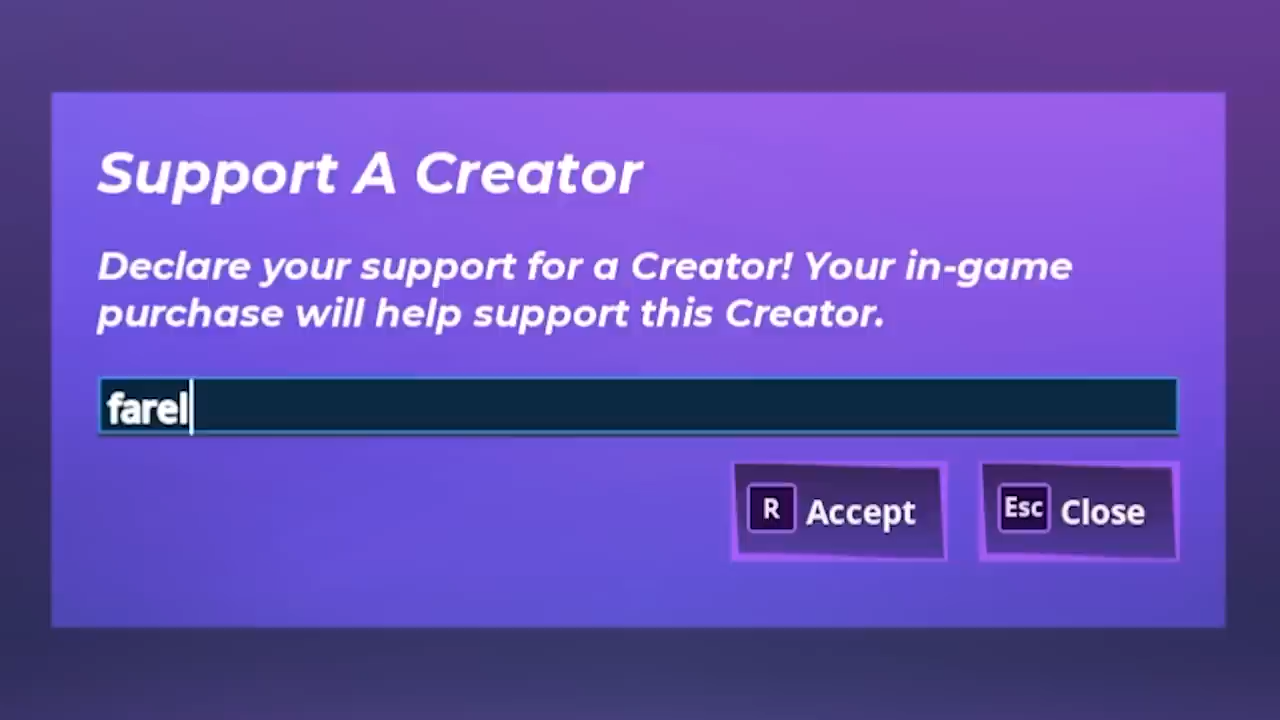 Support A Creator
Declare your support for a Creator! Your in-game
purchase will help support this Creator.
farel
R Accept Esc Close